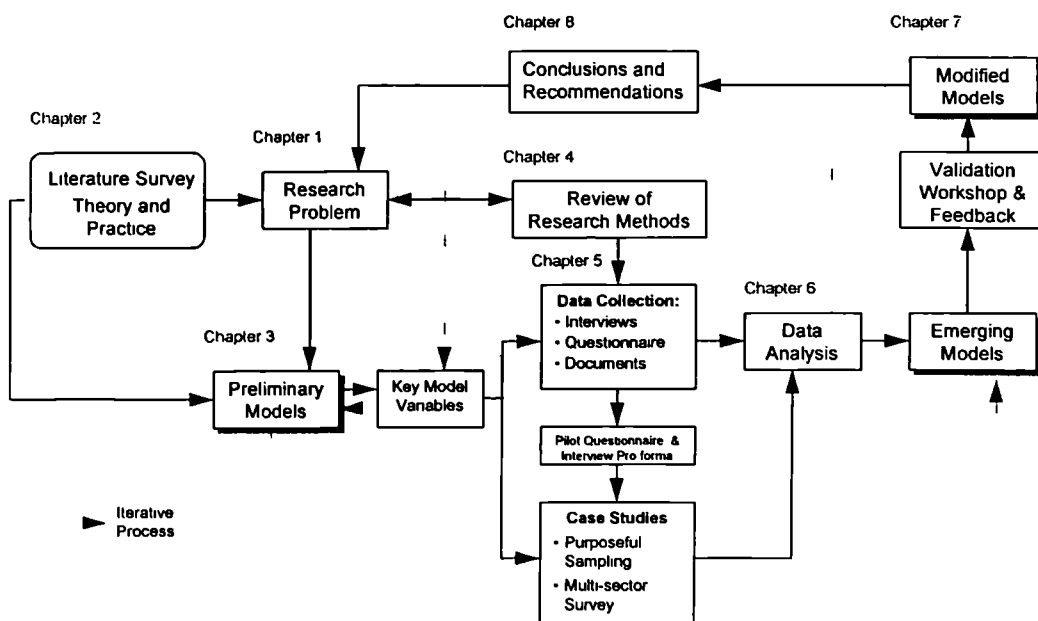 Chapter 8
Chapter 7
Conclusions and
Recommendations
Modified
Models
Chapter 2
Chapter 1
Chapter 4
Literature Survey
Theory and
Practice
Research
Problem
Review of
Research Methods
Validation
Workshop &
Feedback
Chapter 5
Chapter 6
Chapter 3
Data Collection:
• Interviews
• Questionnaire
• Documents
Data
Analysis
Emerging
Models
Preliminary
Models
Key Model
Variables
Pilot Questionnaire &
Interview Pro forma
Iterative
Process
Case Studies
• Purposeful
Sampling
• Multi-sector
Survey